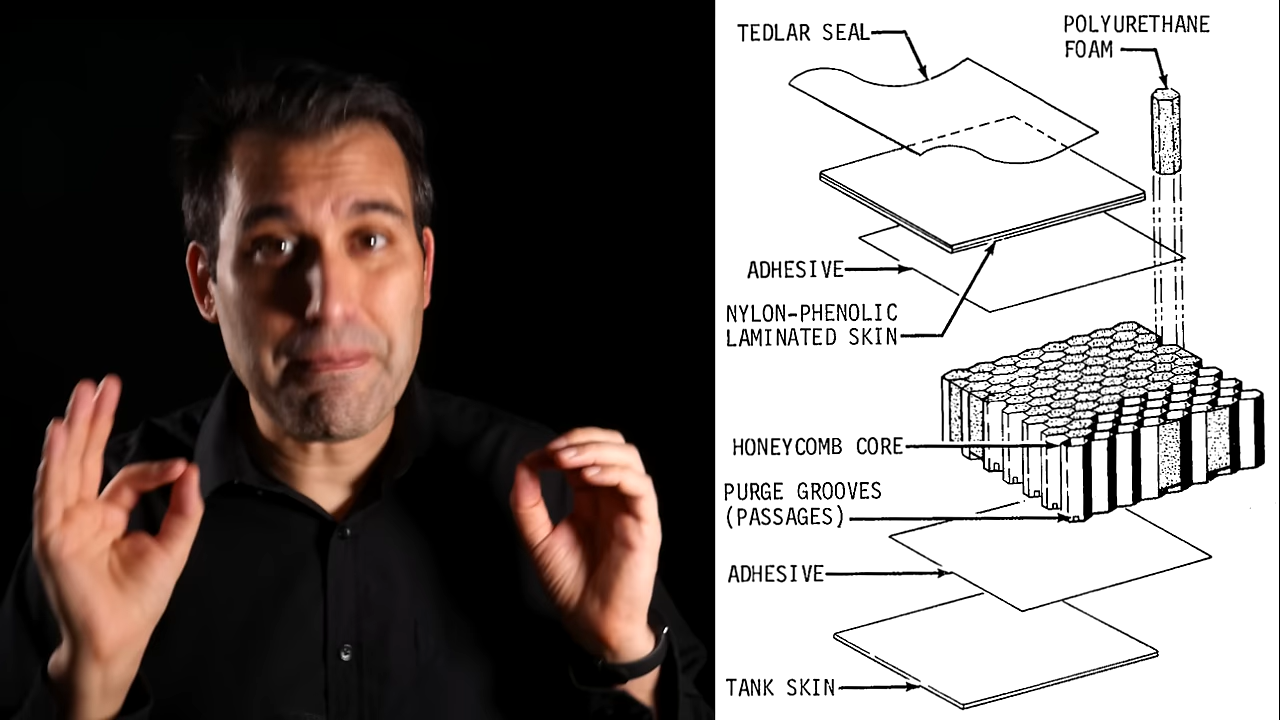 TEDLAR SEAL
POLYURETHANE
FOAM
ADHESIVE
NYLON-PHENOLIC
LAMINATED SKIN
HONEYCOMB CORE
PURGE GROOVES
(PASSAGES)
ADHESIVE
TANK SKIN